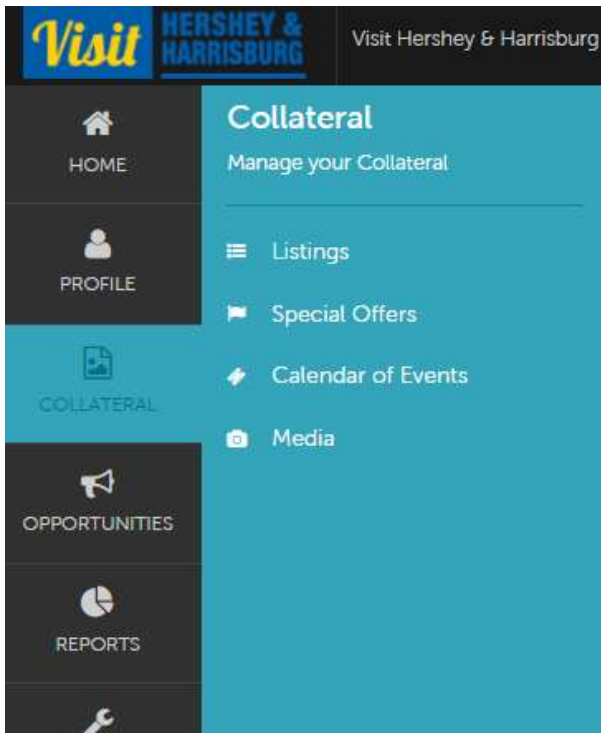 Visit HERSHEY &
HARRISBURG
Visit Hershey & Harrisburg
HOME
PROFILE
COLLATERAL
OPPORTUNITIES
REPORTS
Collateral
Manage your Collateral
Listings
Special Offers
Calendar of Events
Media